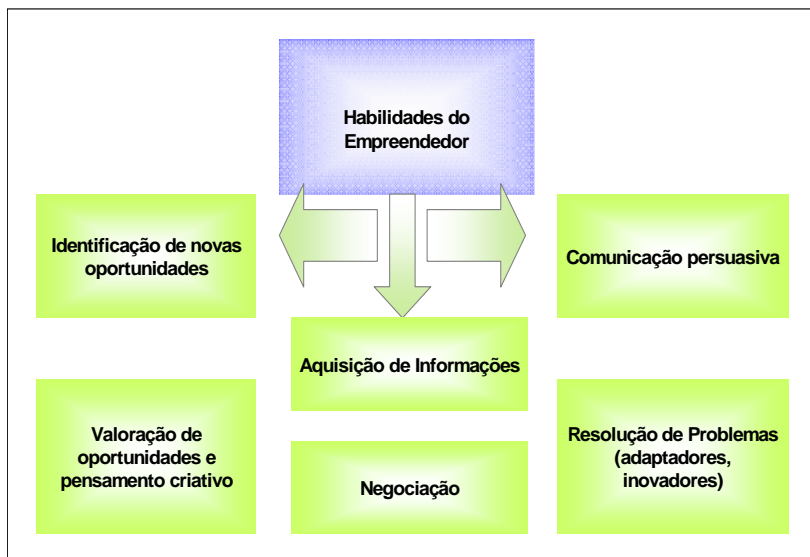 Habilidades do
Empreendedor
Identificação de novas
oportunidades
Comunicação persuasiva
Aquisição de Informações
Valoração de
oportunidades e
pensamento criativo
Negociação
Resolução de Problemas
(adaptadores,
inovadores)